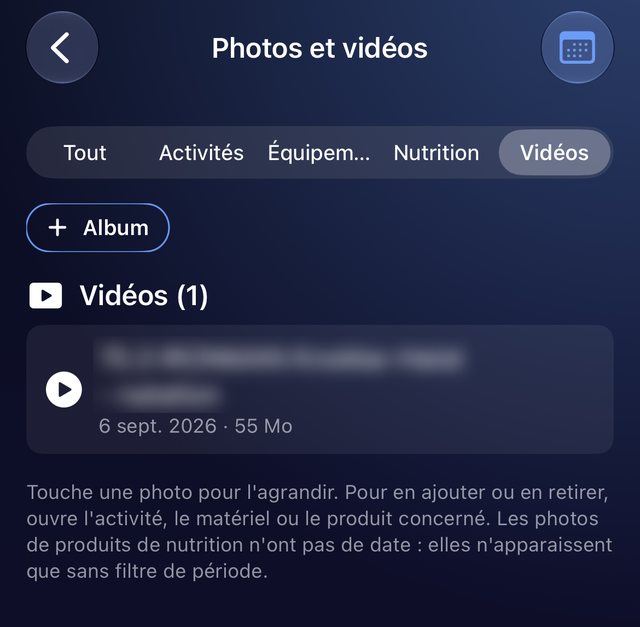 Photos et vidéos
Tout
Activités
Équipem...
Nutrition
Vidéos
+ Album
Vidéos (1)
6 sept. 2026 · 55 Mo
Touche une photo pour l'agrandir. Pour en ajouter ou en retirer,
ouvre l'activité, le matériel ou le produit concerné. Les photos
de produits de nutrition n'ont pas de date : elles n'apparaissent
que sans filtre de période.